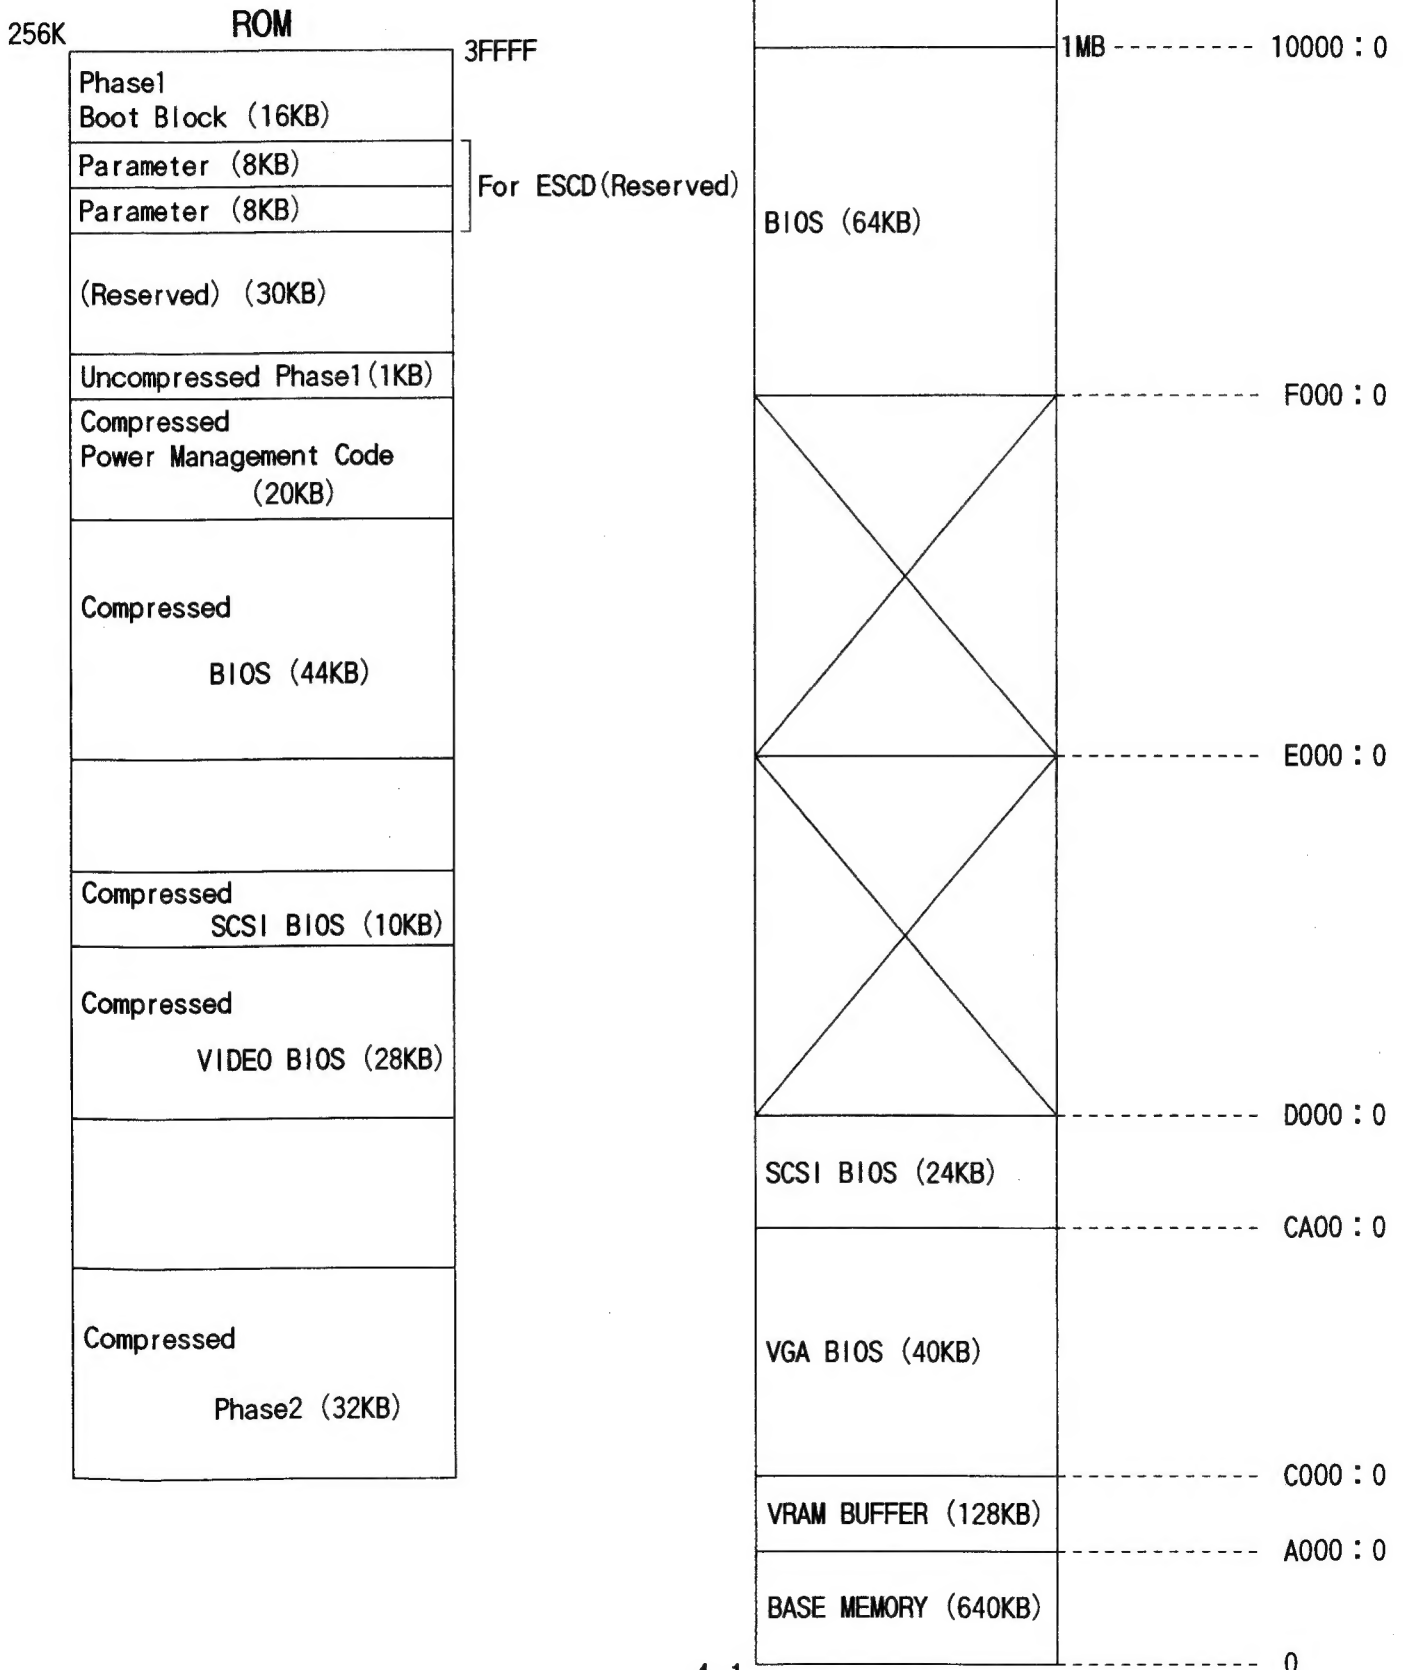 ROM
256K
3FFFF
Phase1
Boot Block (16KB)
Parameter (8KB)
Parameter (8KB)
For ESCD(Reserved)
(Reserved) (30KB)
Uncompressed Phase1(1KB)
Compressed
Power Management Code
(20KB)
Compressed
BIOS (44KB)
Compressed
SCSI BIOS (10KB)
Compressed
VIDEO BIOS (28KB)
Compressed
Phase2 (32KB)
1MB --------- 10000:0
BIOS (64KB)
F000:0
E000:0
D000:0
SCSI BIOS (24KB)
CA00:0
VGA BIOS (40KB)
C000:0
VRAM BUFFER (128KB)
A000:0
BASE MEMORY (640KB)
0